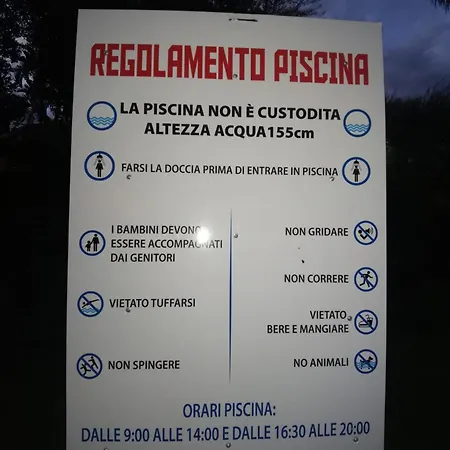 REGOLAMENTO PISCINA
LA PISCINA NON È CUSTODITA
ALTEZZA ACQUA155cm
FARSI LA DOCCIA PRIMA DI ENTRARE IN PISCINA
I BAMBINI DEVONO
ESSERE ACCOMPAGNATI
DAI GENITORI
VIETATO TUFFARSI
NON SPINGERE
NON GRIDARE
NON CORRERE
VIETATO
BERE E MANGIARE
NO ANIMALI
ORARI PISCINA:
DALLE 9:00 ALLE 14:00 E DALLE 16:30 ALLE 20:00